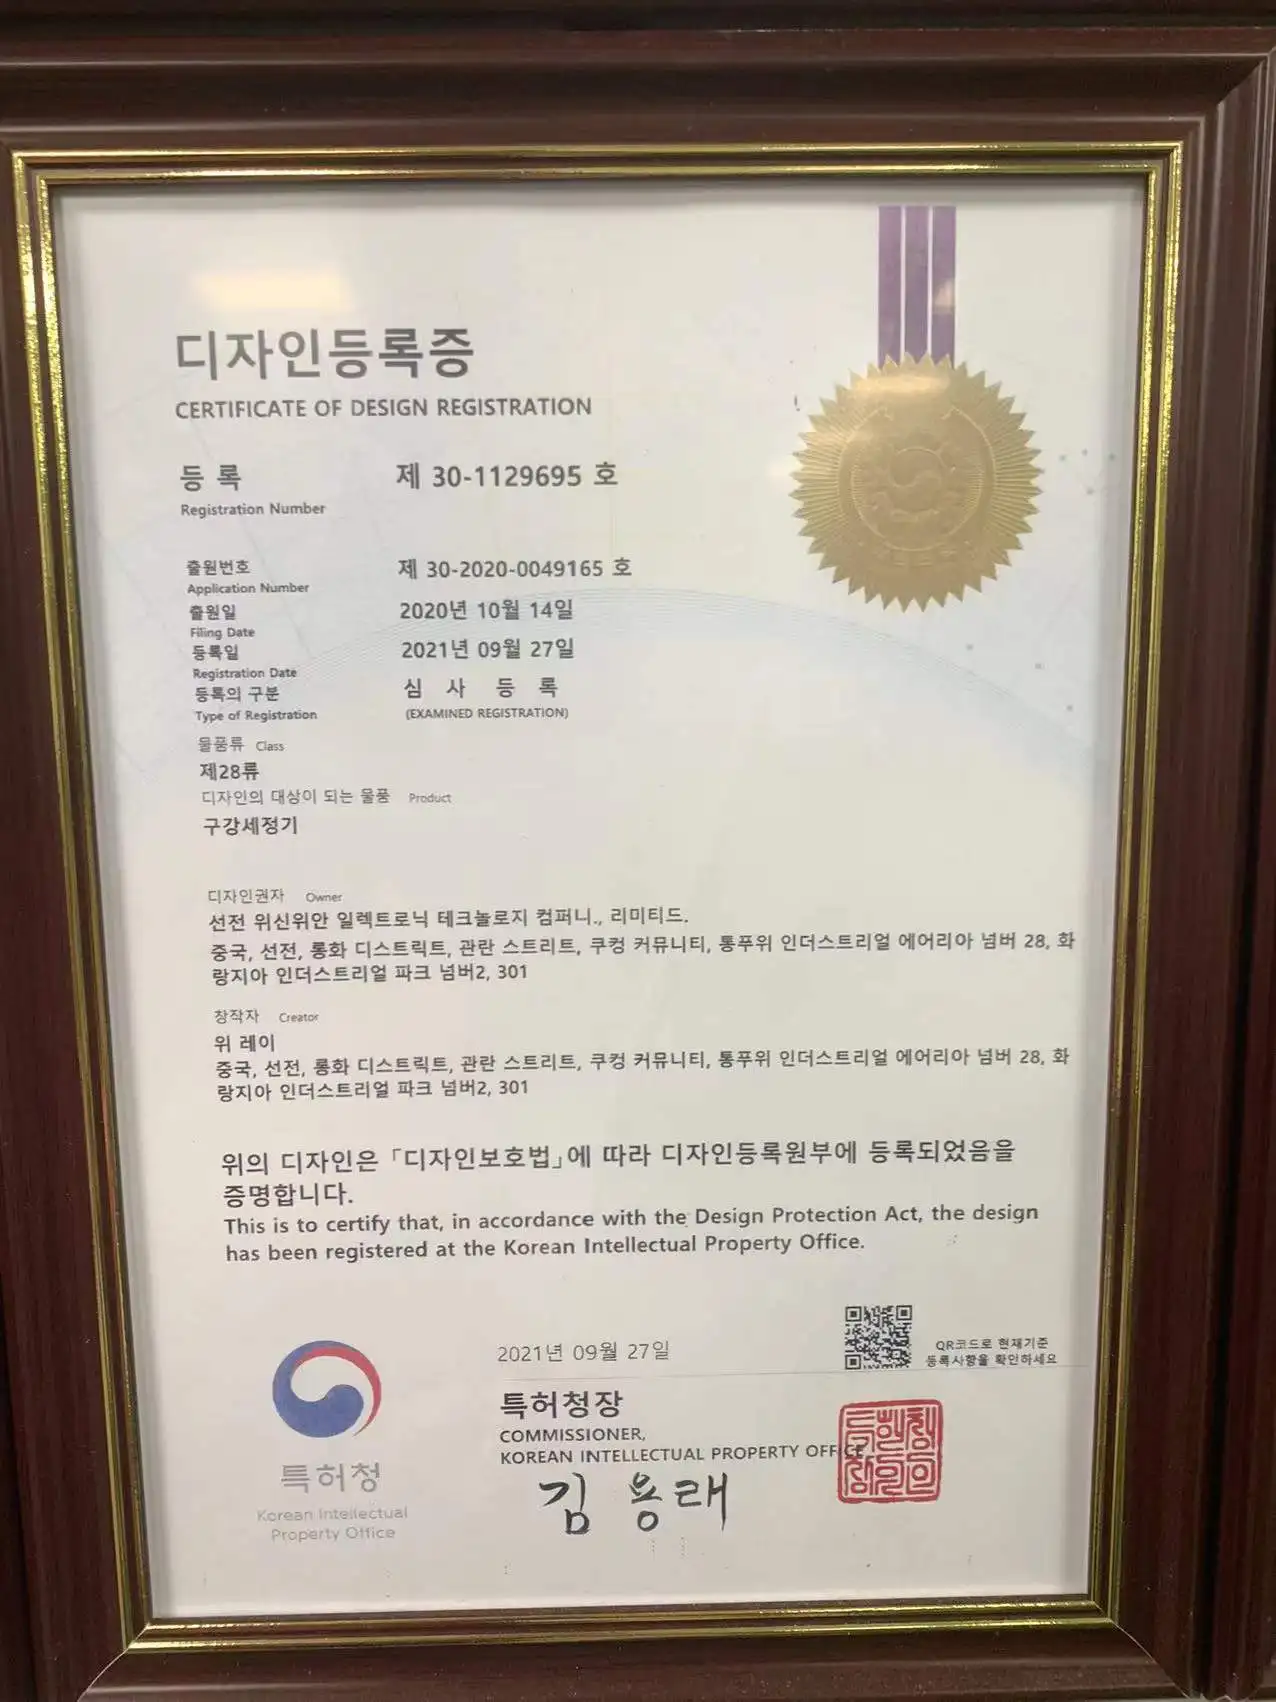 디자인등록증
CERTIFICATE OF DESIGN REGISTRATION
등 록 제 30-1129695 호
Registration Number
출원번호 제 30-2020-0049165 호
Application Number
출원일 2020년 10월 14일
Filing Date
등록일 2021년 09월 27일
Registration Date
등록의 구분 심 사 등 록
Type of Registration (EXAMINED REGISTRATION)
물품류 Class
제28류
디자인의 대상이 되는 물품 Product
구강세정기
디자인권자 Owner
선전 위신위안 일렉트로닉 테크놀로지 컴퍼니., 리미티드.
중국, 선전, 롱화 디스트릭트, 관란 스트리트, 쿠컹 커뮤니티, 통푸위 인더스트리얼 에어리아 넘버 28, 화
랑지아 인더스트리얼 파크 넘버2, 301
창작자 Creator
위 레이
중국, 선전, 롱화 디스트릭트, 관란 스트리트, 쿠컹 커뮤니티, 통푸위 인더스트리얼 에어리아 넘버 28, 화
랑지아 인더스트리얼 파크 넘버2, 301
위의 디자인은 「디자인보호법」에 따라 디자인등록원부에 등록되었음을
증명합니다.
This is to certify that, in accordance with the Design Protection Act, the design
has been registered at the Korean Intellectual Property Office.
2021년 09월 27일
QR코드로 현재기준
등록사항을 확인하세요
특허청장
COMMISSIONER,
KOREAN INTELLECTUAL PROPERTY OFFICE
김 용 래
특허청
Korean Intellectual
Property Office